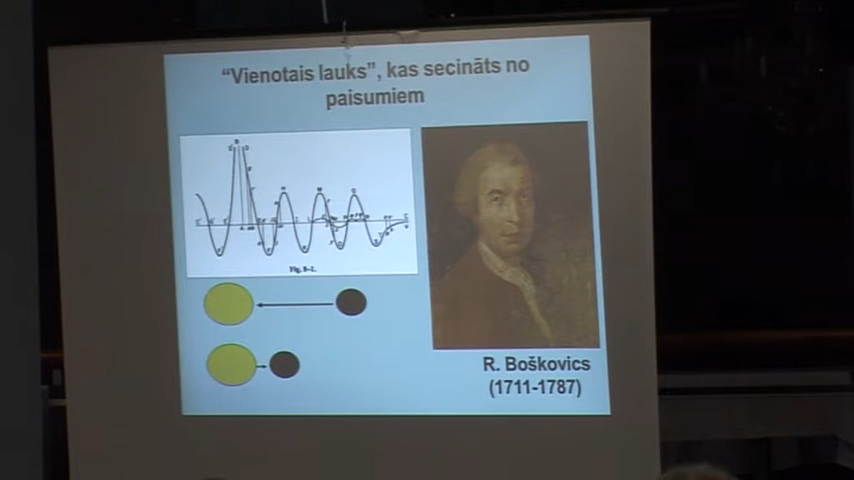 “Vienotais lauks”, kas secināts no
paisumiem
R. Boškovics
(1711-1787)